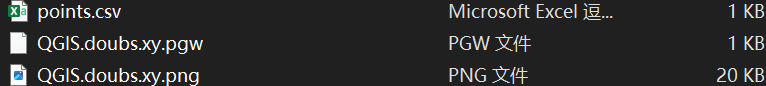 points.csv Microsoft Excel 逗... 1 KB
QGIS.doubs.xy.pgw PGW 文件 1 KB
QGIS.doubs.xy.png PNG 文件 20 KB